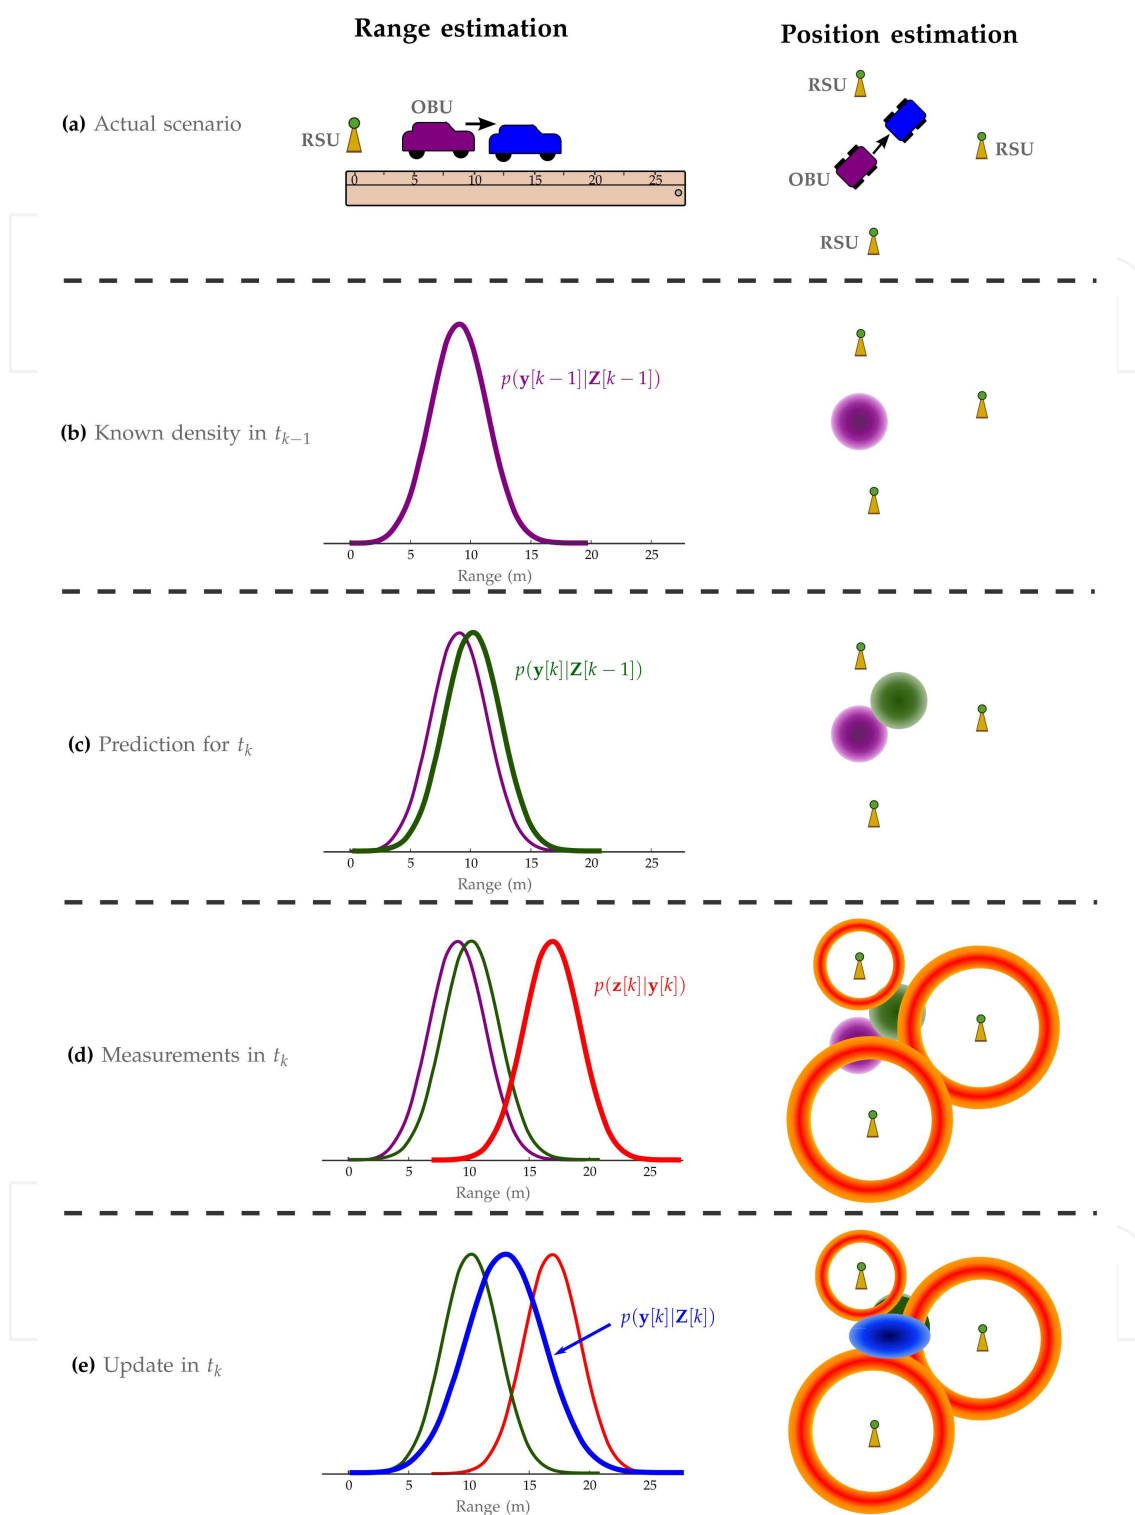 Range estimation
Position estimation
(a) Actual scenario
RSU
OBU
0 5 10 15 20 25
RSU
RSU
OBU
RSU
(b) Known density in t_{k−1}
p(y[k − 1]|Z[k − 1])
0 5 10 15 20 25
Range (m)
(c) Prediction for t_k
p(y[k]|Z[k − 1])
0 5 10 15 20 25
Range (m)
(d) Measurements in t_k
p(z[k]|y[k])
0 5 10 15 20 25
Range (m)
(e) Update in t_k
p(y[k]|Z[k])
0 5 10 15 20 25
Range (m)